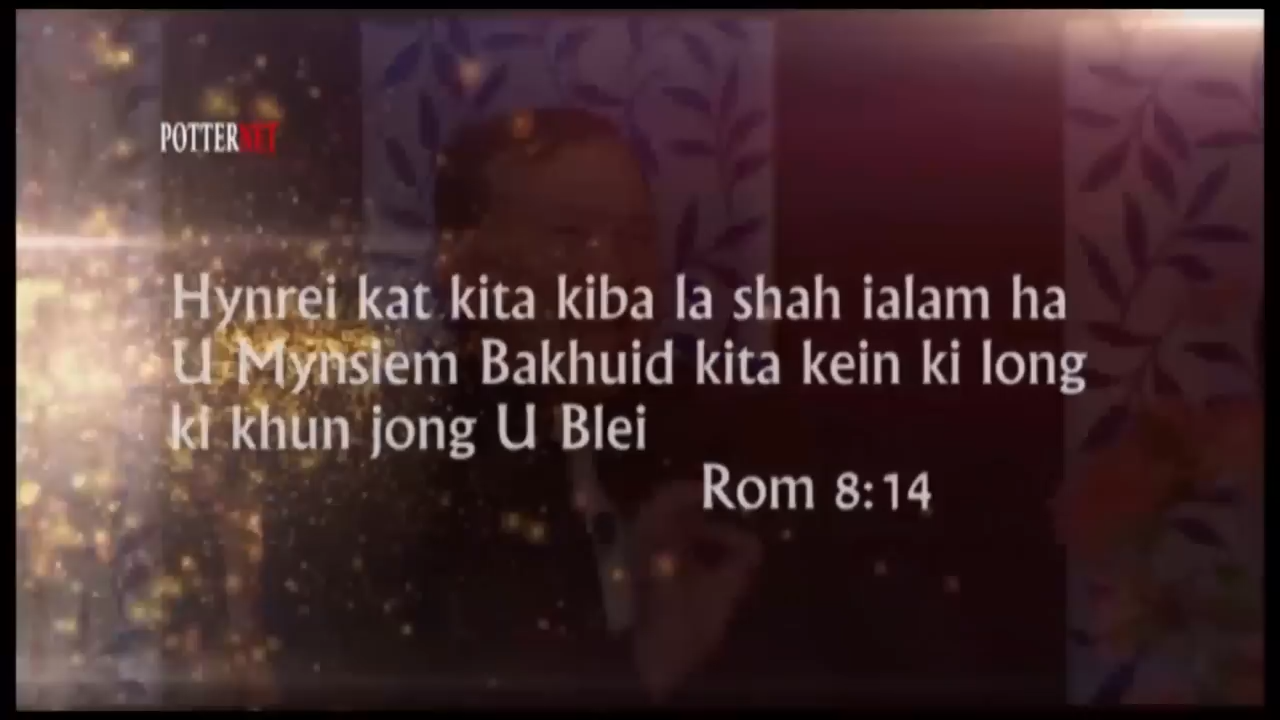 POTTERNET
Hynrei kat kita kiba la shah ialam ha
U Mynsiem Bakhuid kita kein ki long
ki khun jong U Blei
Rom 8:14